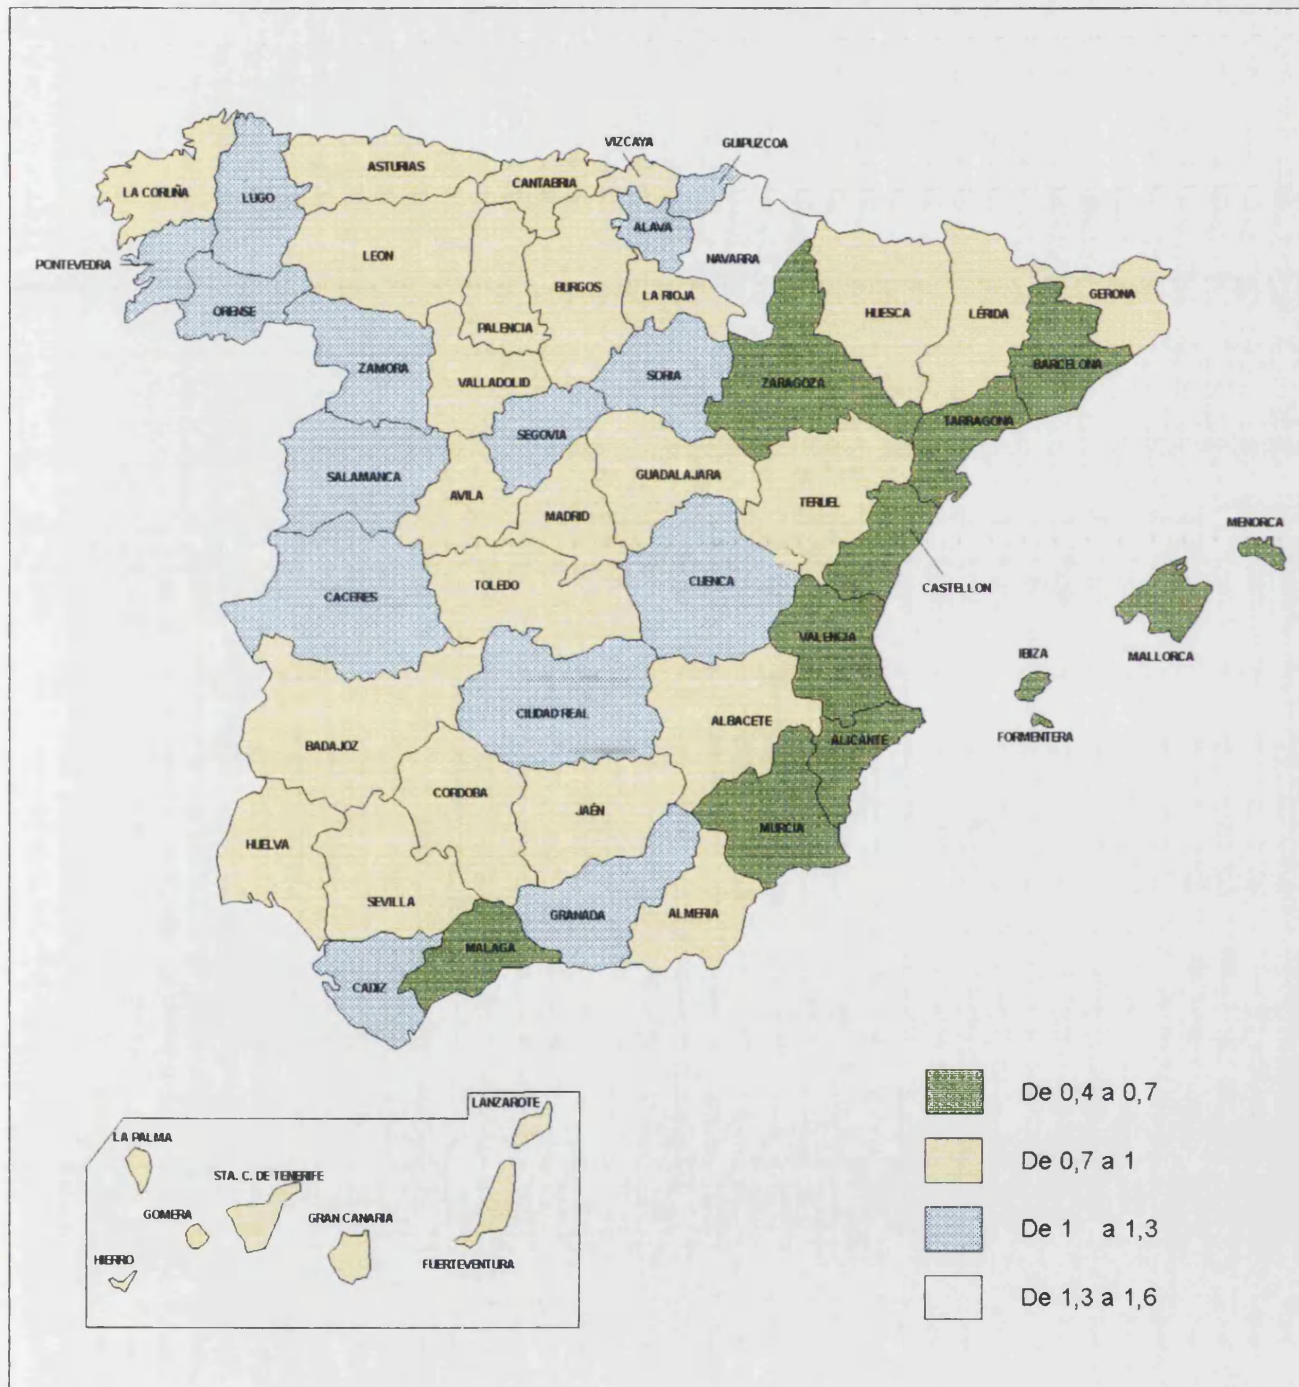 VIZCAYA
GUIPUZCOA
ASTURIAS
CANTABRIA
LA CORUÑA
LUGO
ALAVA
LEON
NAVARRA
PONTEVEDRA
BURGOS
LA RIOJA
GERONA
ORENSE
HUESCA
LÉRIDA
PALENCIA
ZAMORA
VALLADOLID
SORIA
ZARAGOZA
BARCELONA
TARRAGONA
SEGOVIA
SALAMANCA
AVILA
GUADALAJARA
TERUEL
MADRID
MENORCA
CACERES
TOLEDO
CUENCA
CASTELLON
VALENCIA
IBIZA
MALLORCA
CIUDAD REAL
ALBACETE
FORMENTERA
BADAJOZ
ALICANTE
CORDOBA
JAÉN
MURCIA
HUELVA
SEVILLA
GRANADA
ALMERIA
MALAGA
CADIZ
De 0,4 a 0,7
LANZAROTE
LA PALMA
De 0,7 a 1
STA. C. DE TENERIFE
GOMERA
GRAN CANARIA
De 1 a 1,3
HIERRO
FUERTEVENTURA
De 1,3 a 1,6